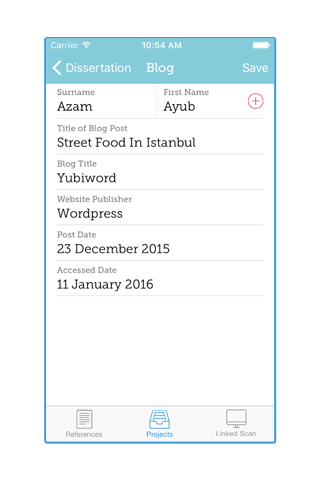 Carrier 10:54 AM
Dissertation Blog Save
Surname First Name
Azam Ayub
Title of Blog Post
Street Food In Istanbul
Blog Title
Yubiword
Website Publisher
Wordpress
Post Date
23 December 2015
Accessed Date
11 January 2016
References Projects Linked Scan